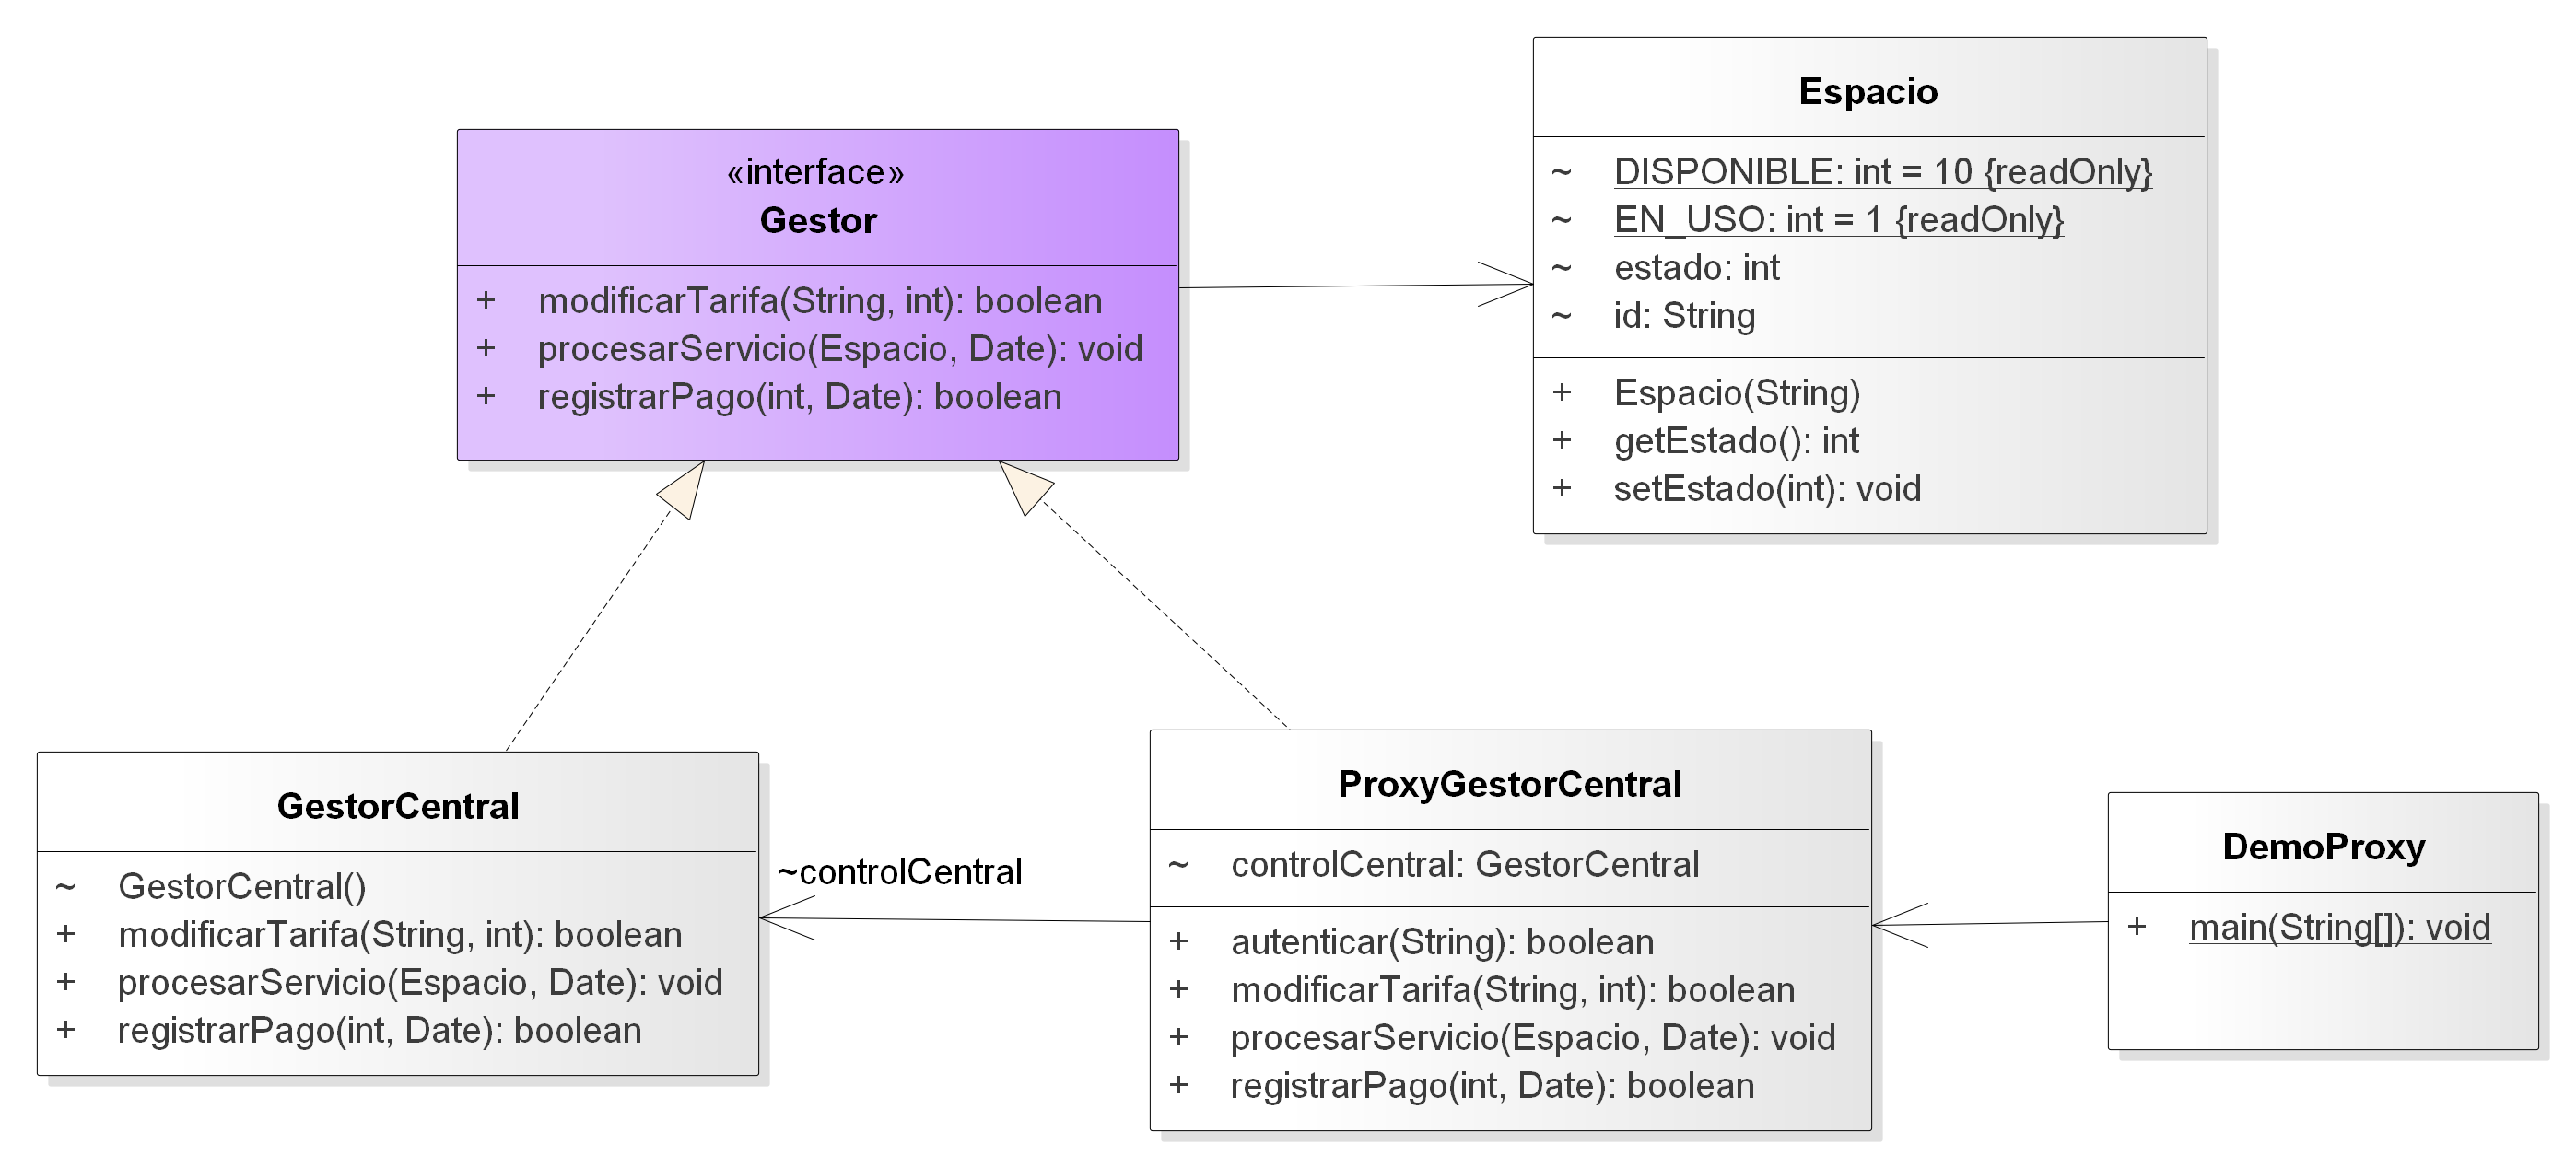 «interface»
Gestor
+ modificarTarifa(String, int): boolean
+ procesarServicio(Espacio, Date): void
+ registrarPago(int, Date): boolean
Espacio
~ DISPONIBLE: int = 10 {readOnly}
~ EN_USO: int = 1 {readOnly}
~ estado: int
~ id: String
+ Espacio(String)
+ getEstado(): int
+ setEstado(int): void
GestorCentral
~ GestorCentral()
+ modificarTarifa(String, int): boolean
+ procesarServicio(Espacio, Date): void
+ registrarPago(int, Date): boolean
~controlCentral
ProxyGestorCentral
~ controlCentral: GestorCentral
+ autenticar(String): boolean
+ modificarTarifa(String, int): boolean
+ procesarServicio(Espacio, Date): void
+ registrarPago(int, Date): boolean
DemoProxy
+ main(String[]): void